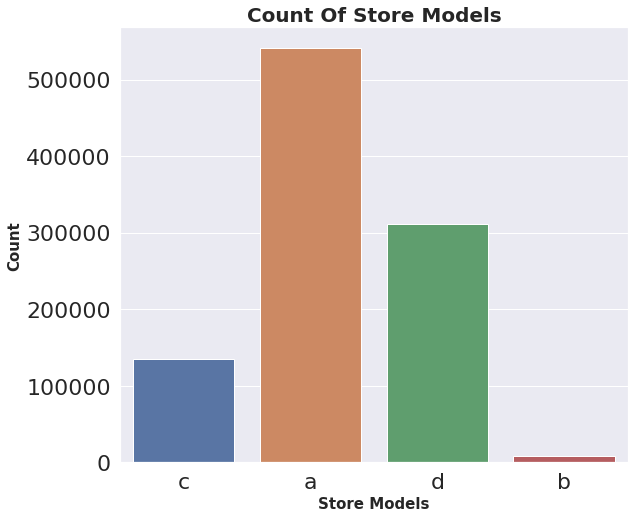 Count Of Store Models
Count
500000
400000
300000
200000
100000
0
c a d b
Store Models